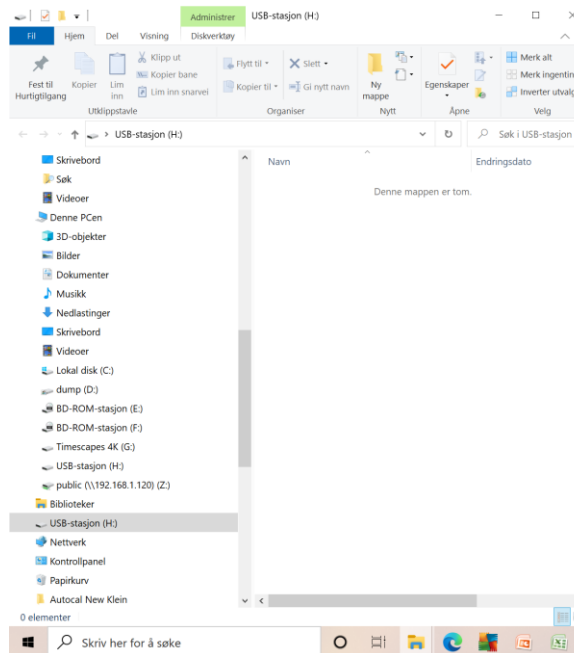 Administrer USB-stasjon (H:)
Fil Hjem Del Visning Diskverktøy
Fest til Hurtigtilgang
Kopier
Lim inn
Klipp ut
Kopier bane
Lim inn snarvei
Utklippstavle
Flytt til
Kopier til
Slett
Gi nytt navn
Organiser
Ny mappe
Nytt
Egenskaper
Åpne
Merk alt
Merk ingentin
Inverter utvalg
Velg
USB-stasjon (H:)
Søk i USB-stasjon
Navn Endringsdato
Denne mappen er tom.
Skrivebord
Søk
Videoer
Denne PCen
3D-objekter
Bilder
Dokumenter
Musikk
Nedlastinger
Skrivebord
Videoer
Lokal disk (C:)
dump (D:)
BD-ROM-stasjon (E:)
BD-ROM-stasjon (F:)
Timescapes 4K (G:)
USB-stasjon (H:)
public (\\192.168.1.120) (Z:)
Biblioteker
USB-stasjon (H:)
Nettverk
Kontrollpanel
Papirkurv
Autocal New Klein
0 elementer
Skriv her for å søke